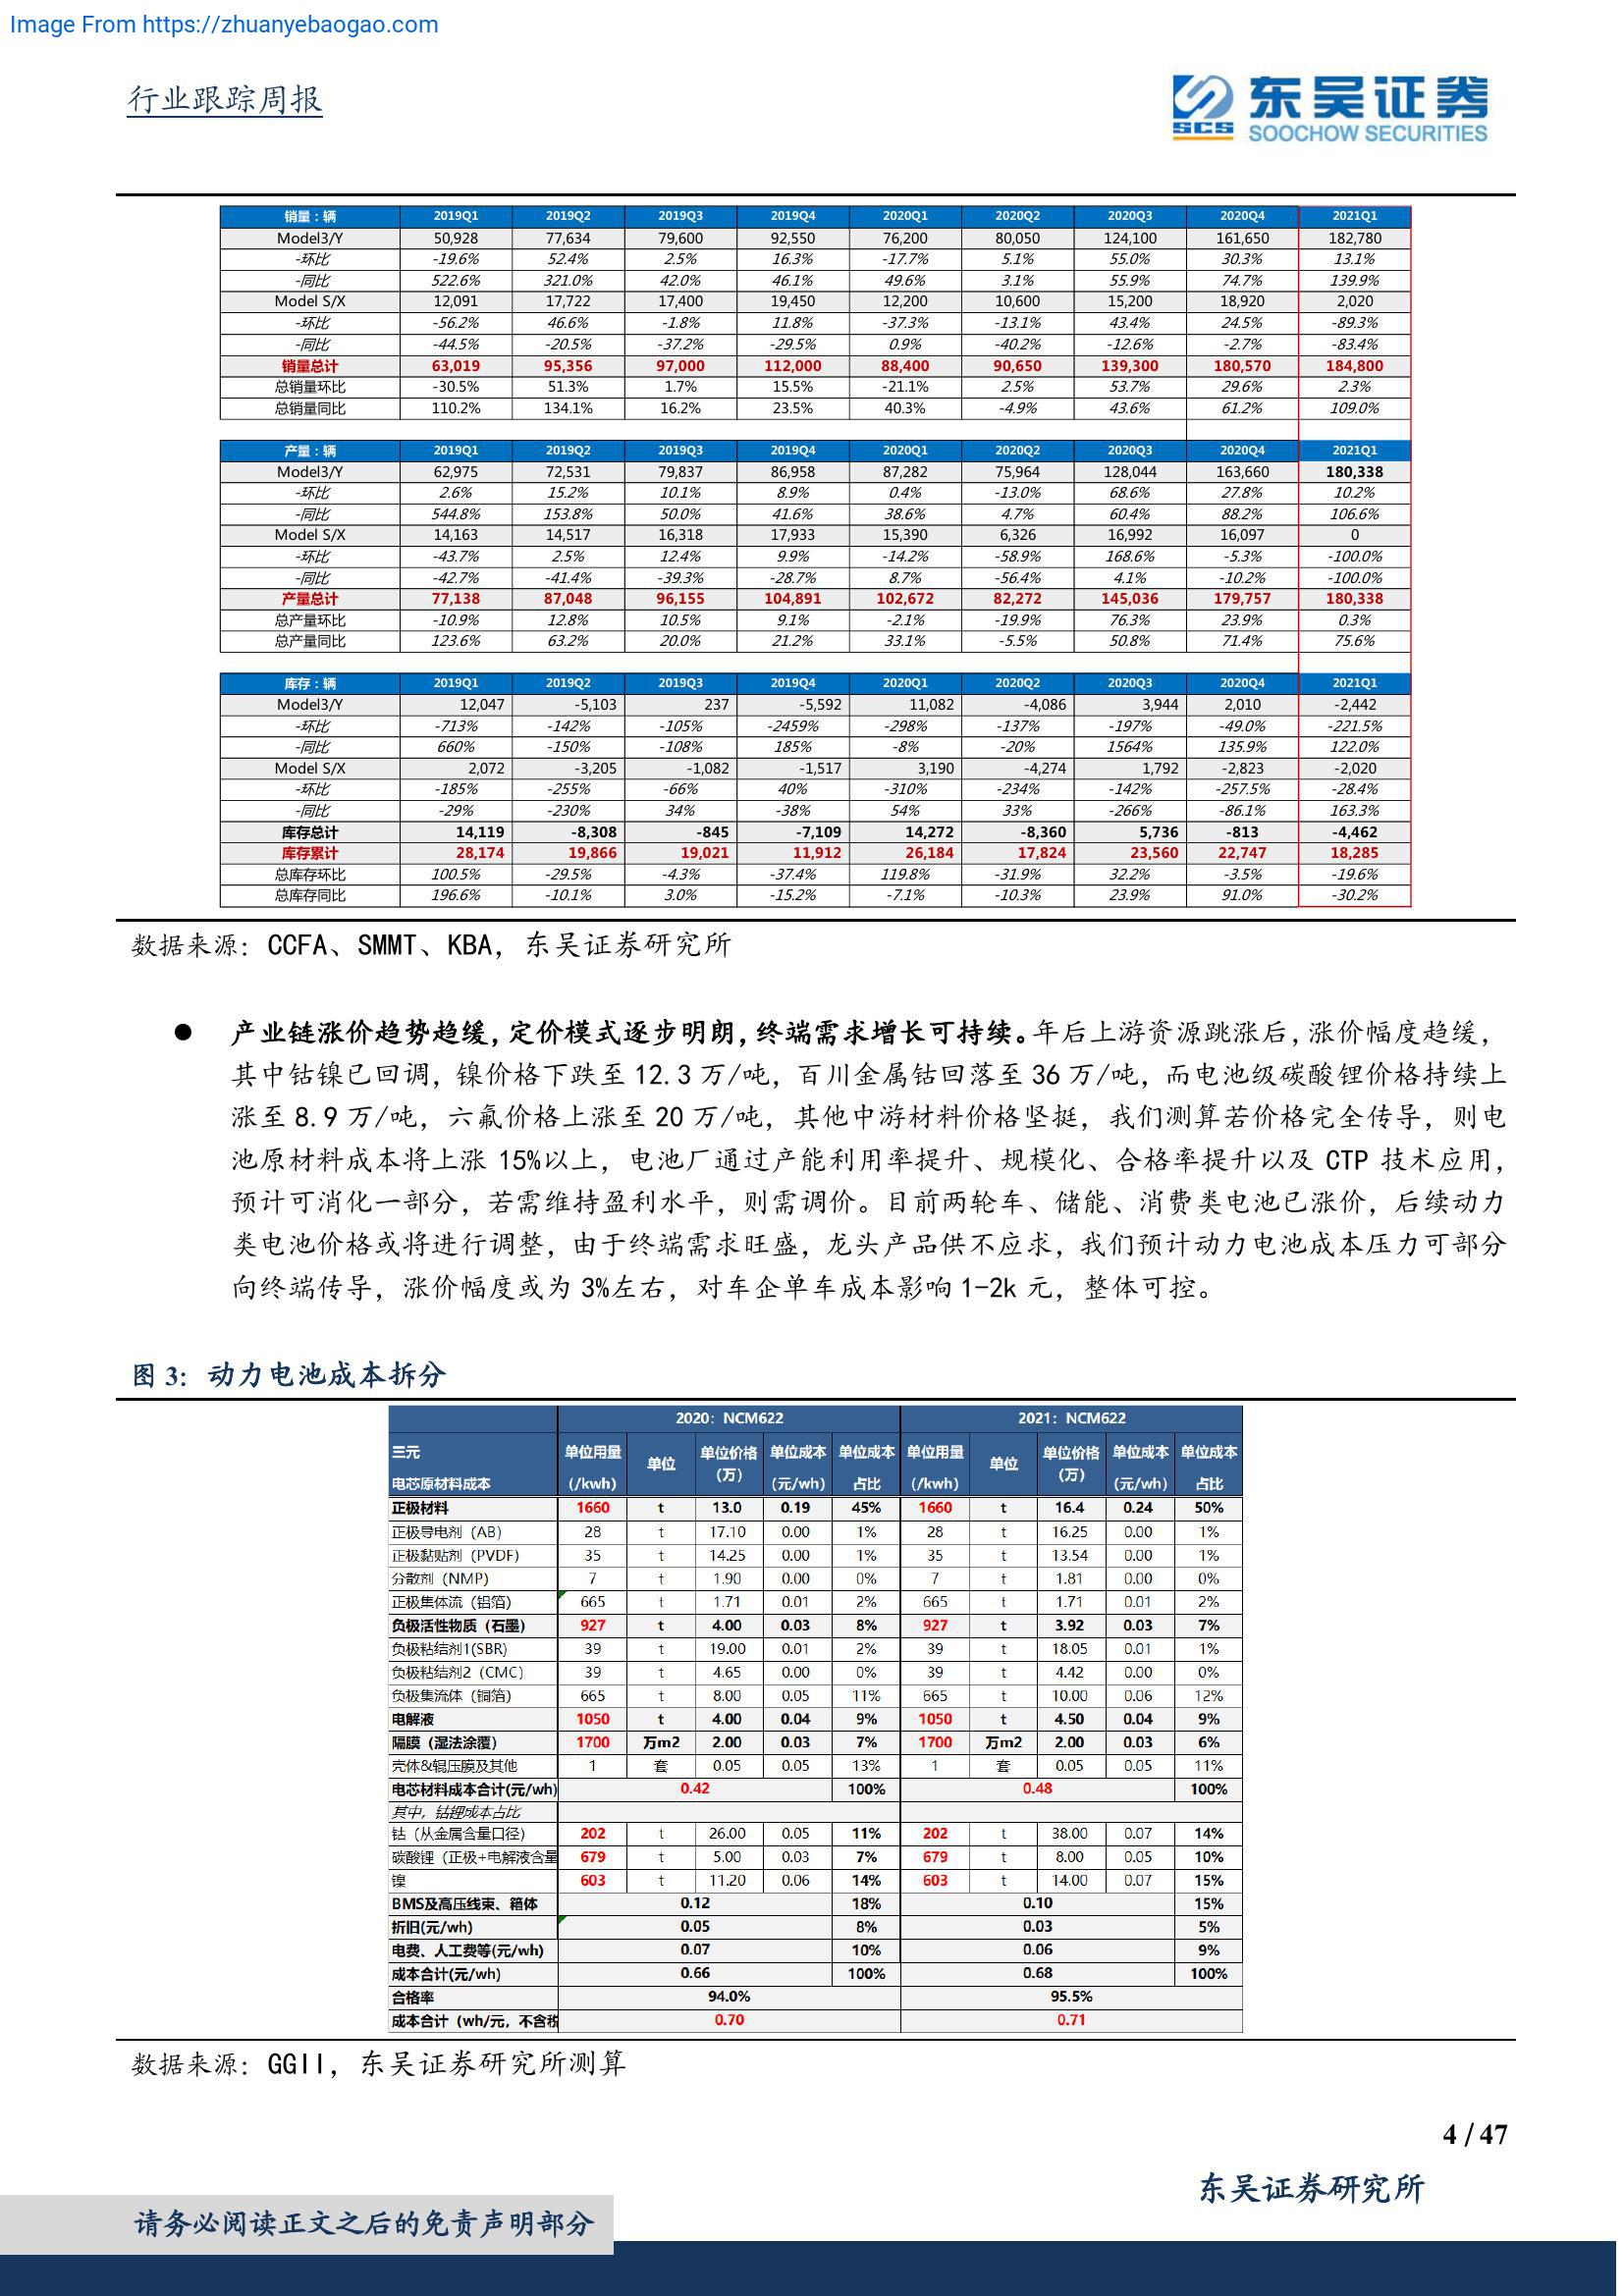 Image From https://zhuanyebaogao.com
行业跟踪周报
东吴证券
SCS
SOOCHOW SECURITIES
销量：辆 2019Q1 2019Q2 2019Q3 2019Q4 2020Q1 2020Q2 2020Q3 2020Q4 2021Q1
Model3/Y 50,928 77,634 79,600 92,550 76,200 80,050 124,100 161,650 182,780
-环比 -19.6% 52.4% 2.5% 16.3% -17.7% 5.1% 55.0% 30.3% 13.1%
-同比 522.6% 321.0% 42.0% 46.1% 49.6% 3.1% 55.9% 74.7% 139.9%
Model S/X 12,091 17,722 17,400 19,450 12,200 10,600 15,200 18,920 2,020
-环比 -56.2% 46.6% -1.8% 11.8% -37.3% -13.1% 43.4% 24.5% -89.3%
-同比 -44.5% -20.5% -37.2% -29.5% 0.9% -40.2% -12.6% -2.7% -83.4%
销量总计 63,019 95,356 97,000 112,000 88,400 90,650 139,300 180,570 184,800
总销量环比 -30.5% 51.3% 1.7% 15.5% -21.1% 2.5% 53.7% 29.6% 2.3%
总销量同比 110.2% 134.1% 16.2% 23.5% 40.3% -4.9% 43.6% 61.2% 109.0%
产量：辆 2019Q1 2019Q2 2019Q3 2019Q4 2020Q1 2020Q2 2020Q3 2020Q4 2021Q1
Model3/Y 62,975 72,531 79,837 86,958 87,282 75,964 128,044 163,660 180,338
-环比 2.6% 15.2% 10.1% 8.9% 0.4% -13.0% 68.6% 27.8% 10.2%
-同比 544.8% 153.8% 50.0% 41.6% 38.6% 4.7% 60.4% 88.2% 106.6%
Model S/X 14,163 14,517 16,318 17,933 15,390 6,326 16,992 16,097 0
-环比 -43.7% 2.5% 12.4% 9.9% -14.2% -58.9% 168.6% -5.3% -100.0%
-同比 -42.7% -41.4% -39.3% -28.7% 8.7% -56.4% 4.1% -10.2% -100.0%
产量总计 77,138 87,048 96,155 104,891 102,672 82,272 145,036 179,757 180,338
总产量环比 -10.9% 12.8% 10.5% 9.1% -2.1% -19.9% 76.3% 23.9% 0.3%
总产量同比 123.6% 63.2% 20.0% 21.2% 33.1% -5.5% 50.8% 71.4% 75.6%
库存：辆 2019Q1 2019Q2 2019Q3 2019Q4 2020Q1 2020Q2 2020Q3 2020Q4 2021Q1
Model3/Y 12,047 -5,103 237 -5,592 11,082 -4,086 3,944 2,010 -2,442
-环比 -713% -142% -105% -2459% -298% -137% -197% -49.0% -221.5%
-同比 660% -150% -108% 185% -8% -20% 1564% 135.9% 122.0%
Model S/X 2,072 -3,205 -1,082 -1,517 3,190 -4,274 1,792 -2,823 -2,020
-环比 -185% -255% -66% 40% -310% -234% -142% -257.5% -28.4%
-同比 -29% -230% 34% -38% 54% 33% -266% -86.1% 163.3%
库存总计 14,119 -8,308 -845 -7,109 14,272 -8,360 5,736 -813 -4,462
库存累计 28,174 19,866 19,021 11,912 26,184 17,824 23,560 22,747 18,285
总库存环比 100.5% -29.5% -4.3% -37.4% 119.8% -31.9% 32.2% -3.5% -19.6%
总库存同比 196.6% -10.1% 3.0% -15.2% -7.1% -10.3% 23.9% 91.0% -30.2%
数据来源：CCFA、SMMT、KBA，东吴证券研究所
● 产业链涨价趋势趋缓，定价模式逐步明朗，终端需求增长可持续。年后上游资源跳涨后，涨价幅度趋缓，
其中钴镍已回调，镍价格下跌至 12.3 万/吨，百川金属钴回落至 36 万/吨，而电池级碳酸锂价格持续上
涨至 8.9 万/吨，六氟价格上涨至 20 万/吨，其他中游材料价格坚挺，我们测算若价格完全传导，则电
池原材料成本将上涨 15%以上，电池厂通过产能利用率提升、规模化、合格率提升以及 CTP 技术应用，
预计可消化一部分，若需维持盈利水平，则需调价。目前两轮车、储能、消费类电池已涨价，后续动力
类电池价格或将进行调整，由于终端需求旺盛，龙头产品供不应求，我们预计动力电池成本压力可部分
向终端传导，涨价幅度或为 3%左右，对车企单车成本影响 1-2k 元，整体可控。
图 3：动力电池成本拆分
2020：NCM622 2021：NCM622
三元 单位用量 单位 单位价格 单位成本 单位成本 单位用量 单位 单位价格 单位成本 单位成本
电芯原材料成本 (/kwh) (万) (元/wh) 占比 (/kwh) (万) (元/wh) 占比
正极材料 1660 t 13.0 0.19 45% 1660 t 16.4 0.24 50%
正极导电剂（AB） 28 t 17.10 0.00 1% 28 t 16.25 0.00 1%
正极黏贴剂（PVDF) 35 t 14.25 0.00 1% 35 t 13.54 0.00 1%
分散剂（NMP) 7 t 1.90 0.00 0% 7 t 1.81 0.00 0%
正极集体流（铝箔） 665 t 1.71 0.01 2% 665 t 1.71 0.01 2%
负极活性物质（石墨） 927 t 4.00 0.03 8% 927 t 3.92 0.03 7%
负极粘结剂1(SBR) 39 t 19.00 0.01 2% 39 t 18.05 0.01 1%
负极粘结剂2（CMC） 39 t 4.65 0.00 0% 39 t 4.42 0.00 0%
负极集流体（铜箔） 665 t 8.00 0.05 11% 665 t 10.00 0.06 12%
电解液 1050 t 4.00 0.04 9% 1050 t 4.50 0.04 9%
隔膜（湿法涂覆） 1700 万m2 2.00 0.03 7% 1700 万m2 2.00 0.03 6%
壳体&辊压膜及其他 1 套 0.05 0.05 13% 1 套 0.05 0.05 11%
电芯材料成本合计(元/wh) 0.42 100% 0.48 100%
其中，钴锂成本占比
钴（从金属含量口径） 202 t 26.00 0.05 11% 202 t 38.00 0.07 14%
碳酸锂（正极+电解液含量 679 t 5.00 0.03 7% 679 t 8.00 0.05 10%
镍 603 t 11.20 0.06 14% 603 t 14.00 0.07 15%
BMS及高压线束、箱体 0.12 18% 0.10 15%
折旧(元/wh) 0.05 8% 0.03 5%
电费、人工费等(元/wh) 0.07 10% 0.06 9%
成本合计(元/wh) 0.66 100% 0.68 100%
合格率 94.0% 95.5%
成本合计（wh/元，不含税 0.70 0.71
数据来源：GGII，东吴证券研究所测算
4 / 47
东吴证券研究所
请务必阅读正文之后的免责声明部分